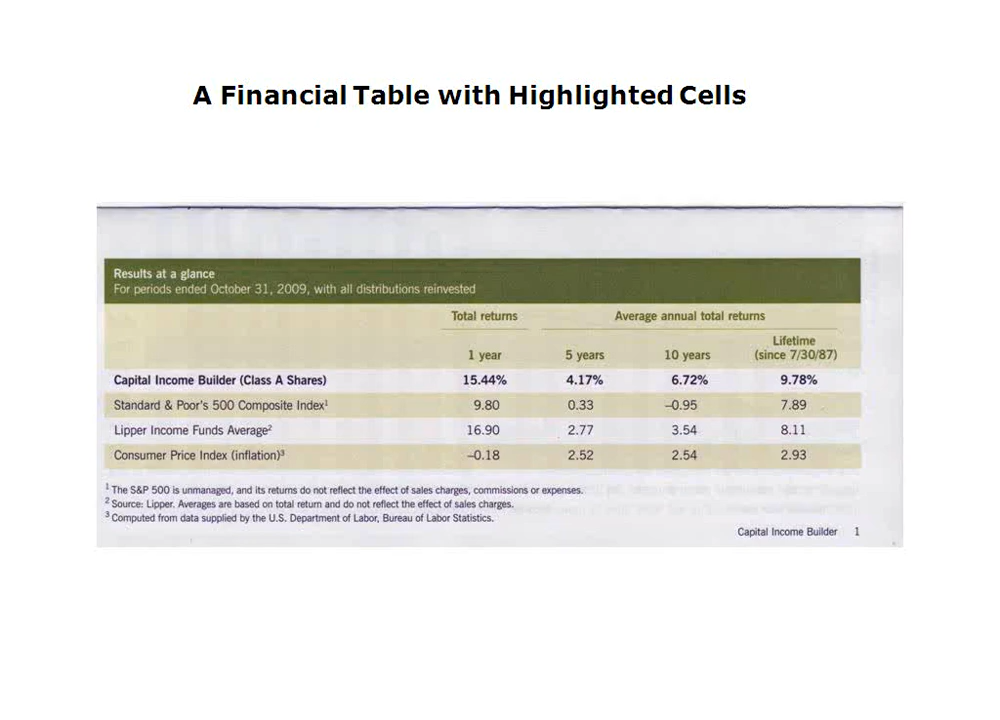 A Financial Table with Highlighted Cells
Results at a glance
For periods ended October 31, 2009, with all distributions reinvested
Total returns Average annual total returns
Lifetime
1 year 5 years 10 years (since 7/30/87)
Capital Income Builder (Class A Shares) 15.44% 4.17% 6.72% 9.78%
Standard & Poor's 500 Composite Index¹ 9.80 0.33 –0.95 7.89
Lipper Income Funds Average² 16.90 2.77 3.54 8.11
Consumer Price Index (inflation)³ –0.18 2.52 2.54 2.93
¹ The S&P 500 is unmanaged, and its returns do not reflect the effect of sales charges, commissions or expenses.
² Source: Lipper. Averages are based on total return and do not reflect the effect of sales charges.
³ Computed from data supplied by the U.S. Department of Labor, Bureau of Labor Statistics.
Capital Income Builder 1